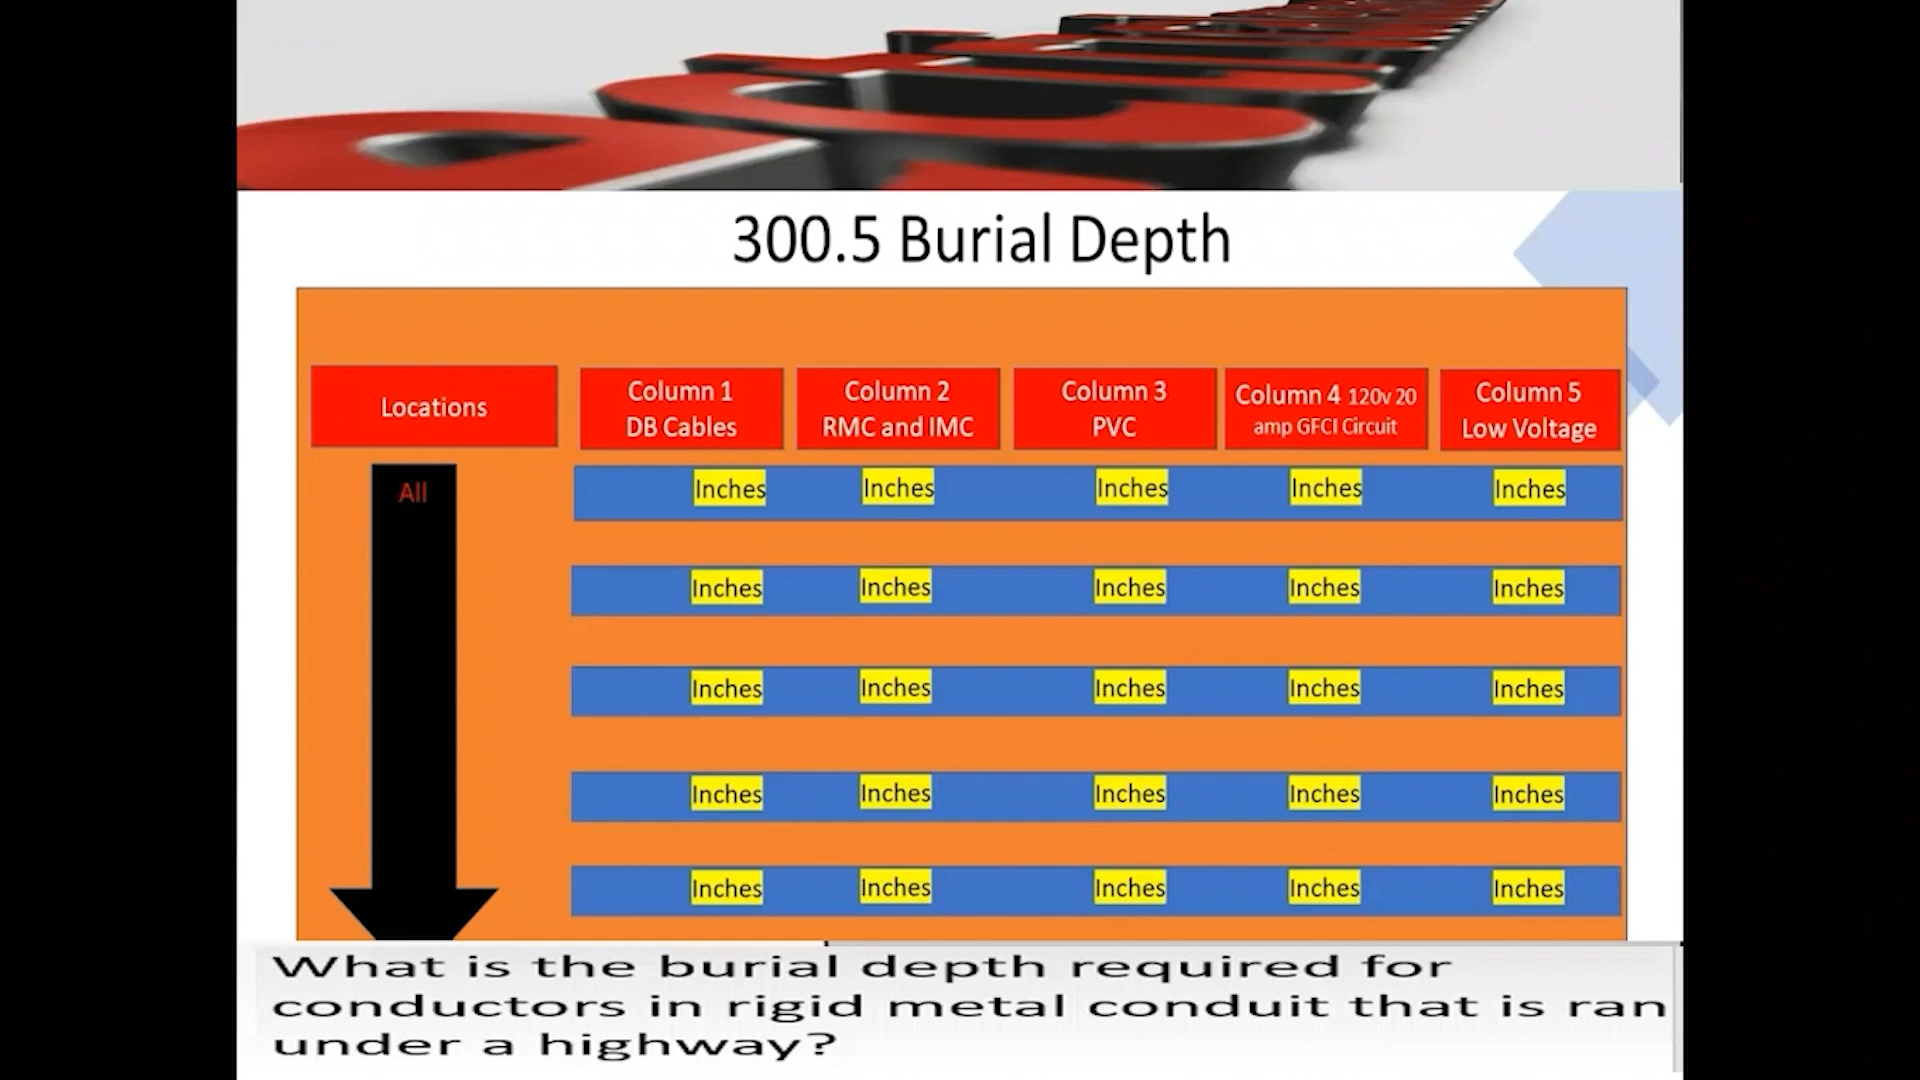 300.5 Burial Depth
Locations
Column 1
DB Cables
Column 2
RMC and IMC
Column 3
PVC
Column 4 120v 20
amp GFCI Circuit
Column 5
Low Voltage
All
Inches Inches Inches Inches Inches
Inches Inches Inches Inches Inches
Inches Inches Inches Inches Inches
Inches Inches Inches Inches Inches
Inches Inches Inches Inches Inches
What is the burial depth required for
conductors in rigid metal conduit that is ran
under a highway?